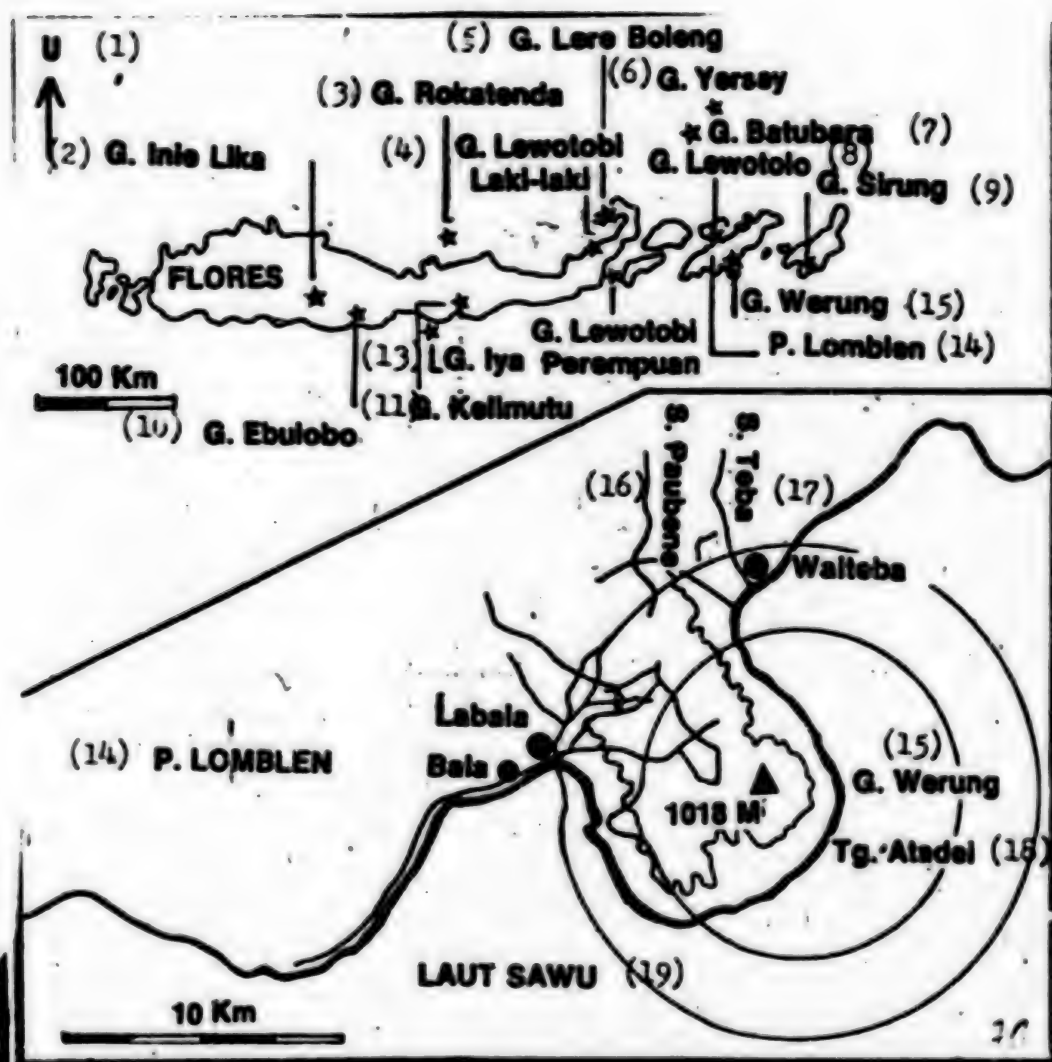 U (1)
(5) G. Lere Boleng
(6) G. Yersey
(3) G. Rokatenda
G. Batubara (7)
(2) G. Inie Lika
(4) G. Lewotobi
Laki-laki
G. Lewotolo (8)
G. Sirung (9)
FLORES
G. Werung (15)
G. Lewotobi
Perempuan
P. Lomblen (14)
(13) G. Iya
100 Km
(11) G. Kelimutu
(10) G. Ebulobo
(16) S. Paubene
S. Teba (17)
Waiteba
Labala
(14) P. LOMBLEN
Bala
(15)
G. Werung
1018 M
Tg. Atadei (18)
LAUT SAWU (19)
10 Km